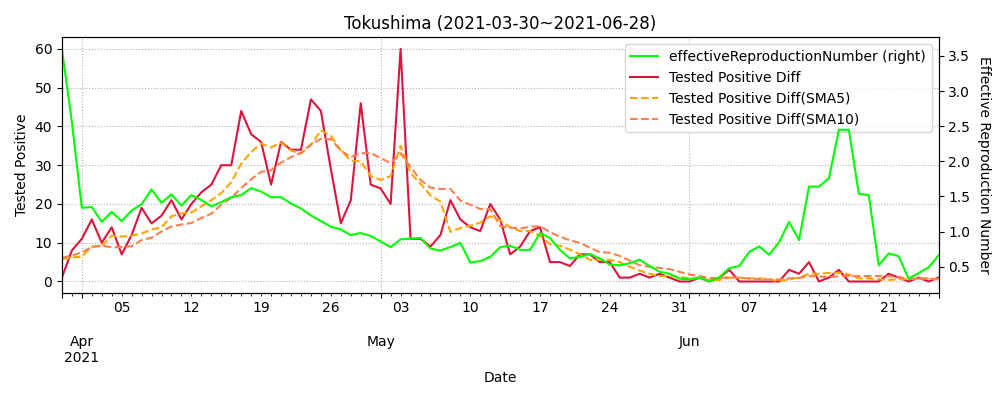 Tokushima (2021-03-30~2021-06-28)
effectiveReproductionNumber (right)
Tested Positive Diff
Tested Positive Diff(SMA5)
Tested Positive Diff(SMA10)
Tested Positive
60
50
40
30
20
10
0
Effective Reproduction Number
3.5
3.0
2.5
2.0
1.5
1.0
0.5
05 12 19 26 03 10 17 24 31 07 14 21
Apr May Jun
2021
Date